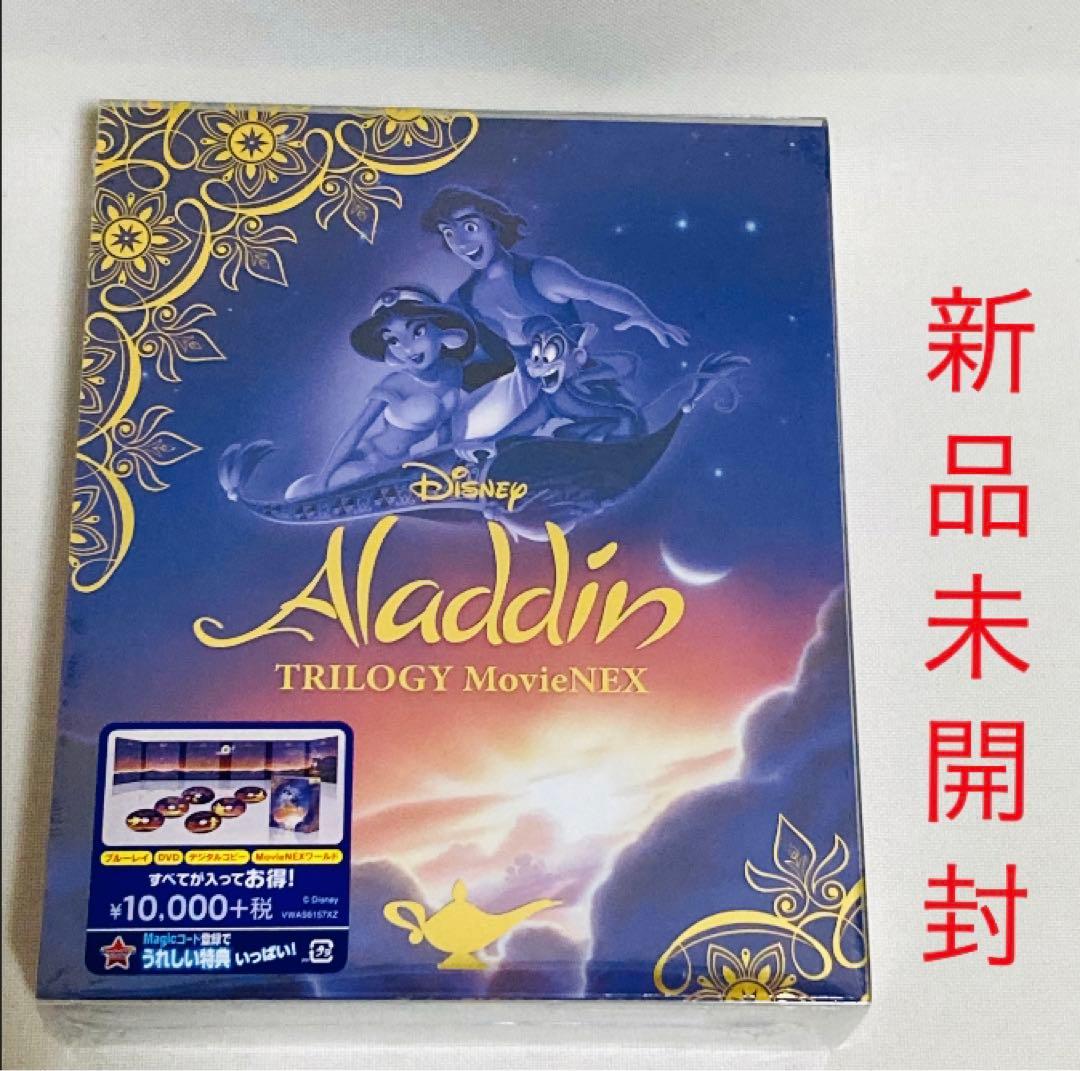 Disney
Aladdin
TRILOGY MovieNEX
ブルーレイ DVD デジタルコピー MovieNEXワールド
すべてが入ってお得!
© Disney
¥10,000+税
VWAS6157XZ
Magicコード登録で
うれしい特典いっぱい!
新品未開封